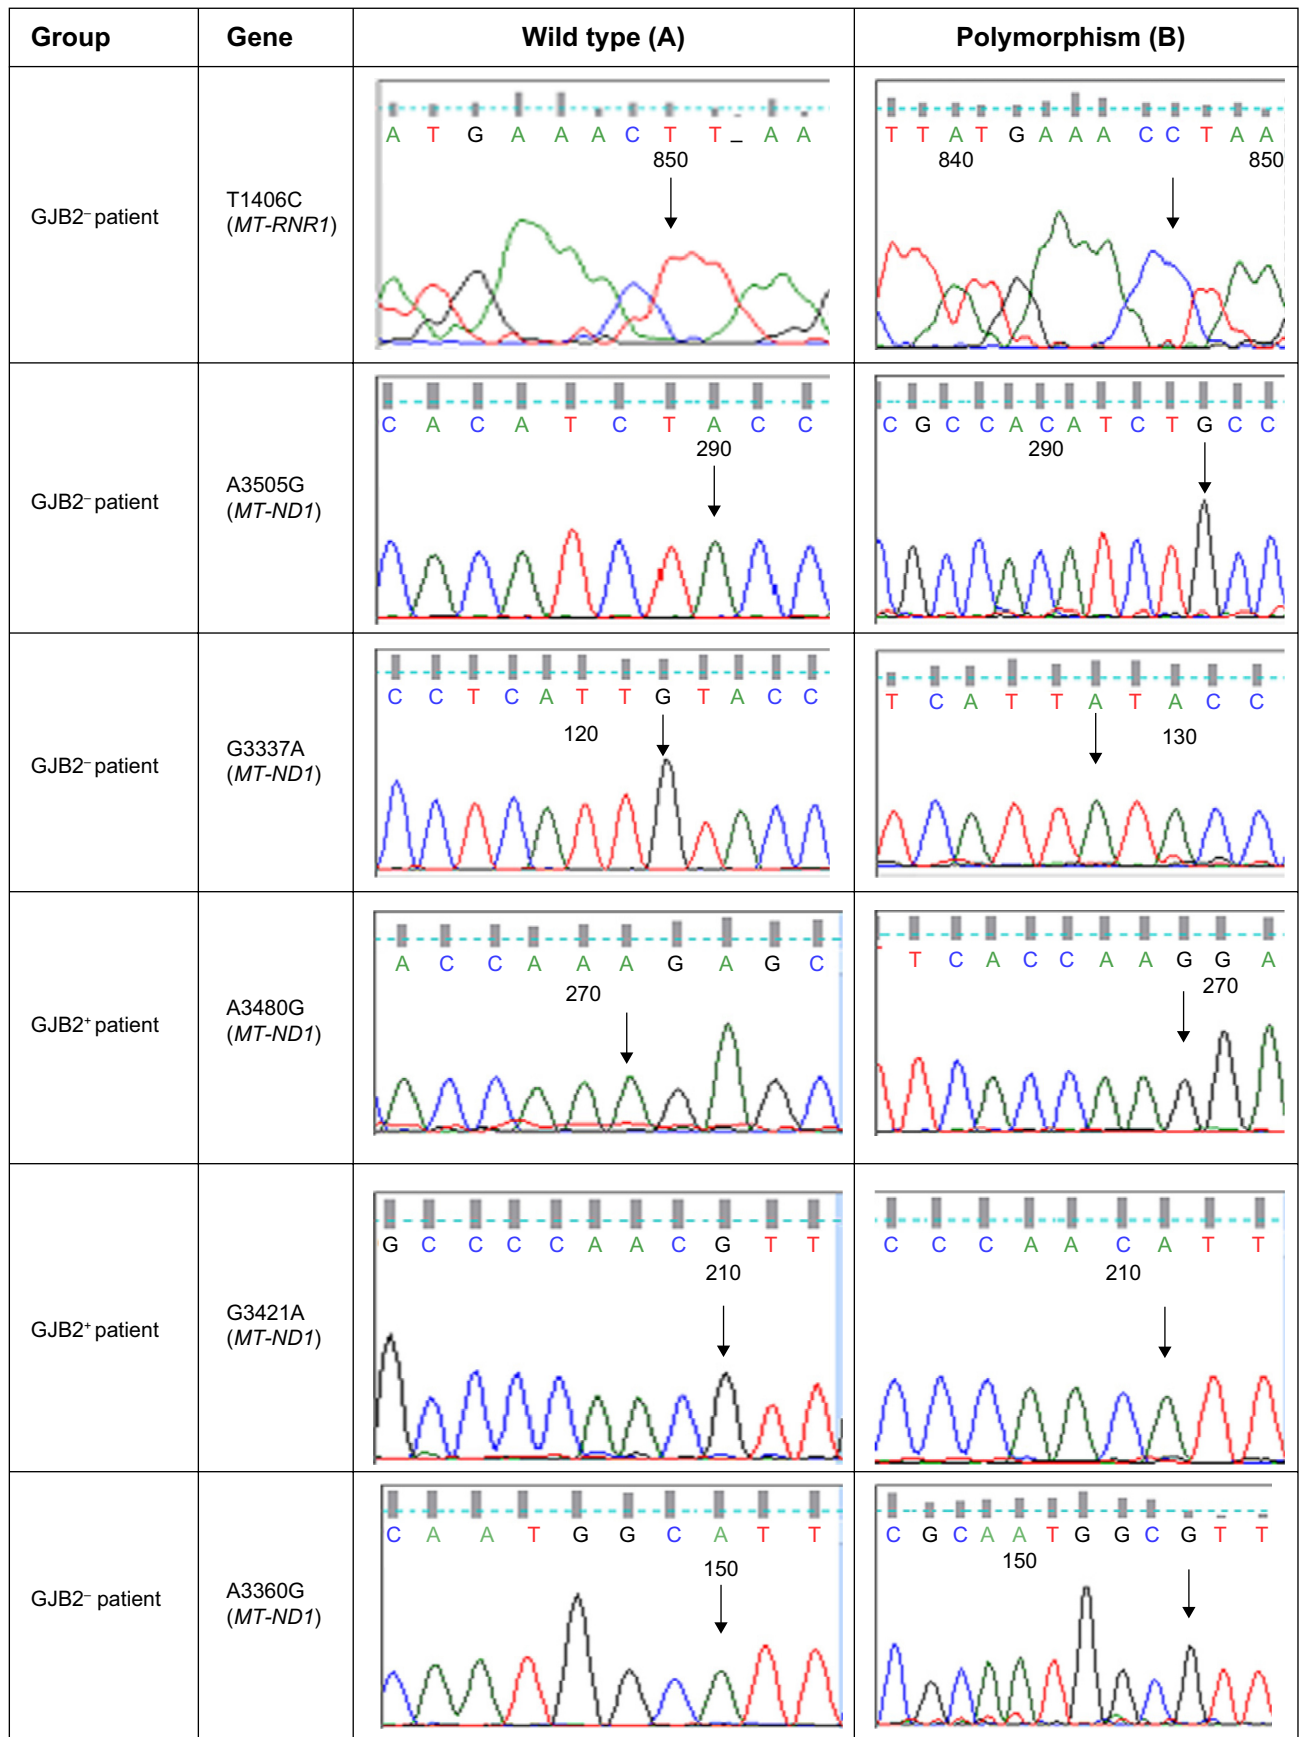 Group Gene Wild type (A) Polymorphism (B)
GJB2– patient
T1406C
(MT-RNR1)
A T G A A A C T T _ A A
850
T T A T G A A A C C T A A
840 850
GJB2– patient
A3505G
(MT-ND1)
C A C A T C T A C C
290
C G C C A C A T C T G C C
290
GJB2– patient
G3337A
(MT-ND1)
C C T C A T T G T A C C
120
T C A T T A T A C C
130
GJB2+ patient
A3480G
(MT-ND1)
A C C A A A G A G C
270
T C A C C A A G G A
270
GJB2+ patient
G3421A
(MT-ND1)
G C C C C A A C G T T
210
C C C A A C A T T
210
GJB2– patient
A3360G
(MT-ND1)
C A A T G G C A T T
150
C G C A A T G G C G T T
150